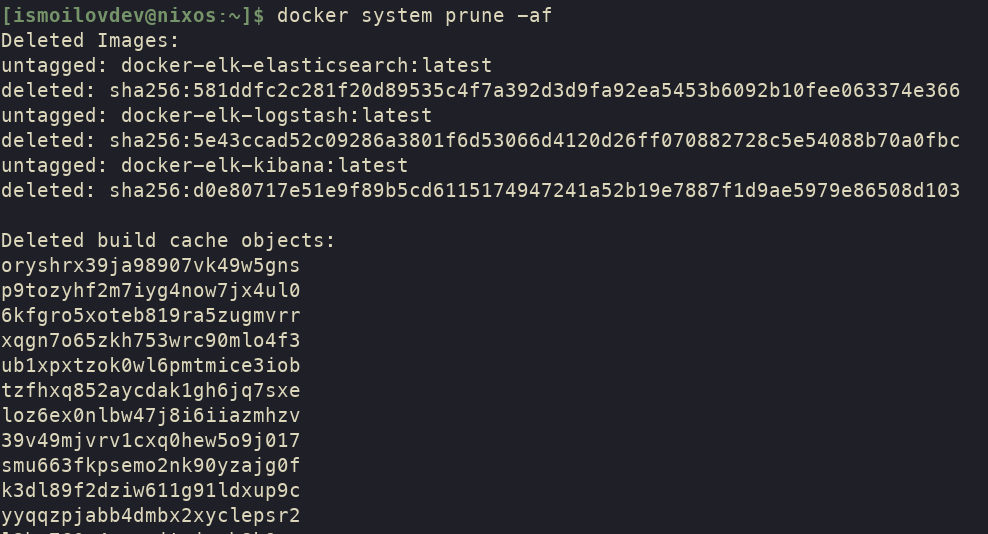 [ismoilovdev@nixos:~]$ docker system prune -af
Deleted Images:
untagged: docker-elk-elasticsearch:latest
deleted: sha256:581ddfc2c281f20d89535c4f7a392d3d9fa92ea5453b6092b10fee063374e366
untagged: docker-elk-logstash:latest
deleted: sha256:5e43ccad52c09286a3801f6d53066d4120d26ff070882728c5e54088b70a0fbc
untagged: docker-elk-kibana:latest
deleted: sha256:d0e80717e51e9f89b5cd6115174947241a52b19e7887f1d9ae5979e86508d103
Deleted build cache objects:
oryshrx39ja98907vk49w5gns
p9tozyhf2m7iyg4now7jx4ul0
6kfgro5xoteb819ra5zugmvrr
xqgn7o65zkh753wrc90mlo4f3
ub1xpxtzok0wl6pmtmice3iob
tzfhxq852aycdak1gh6jq7sxe
loz6ex0nlbw47j8i6iiazmhzv
39v49mjvrv1cxq0hew5o9j017
smu663fkpsemo2nk90yzajg0f
k3dl89f2dziw611g91ldxup9c
yyqqzpjabb4dmbx2xyclepsr2